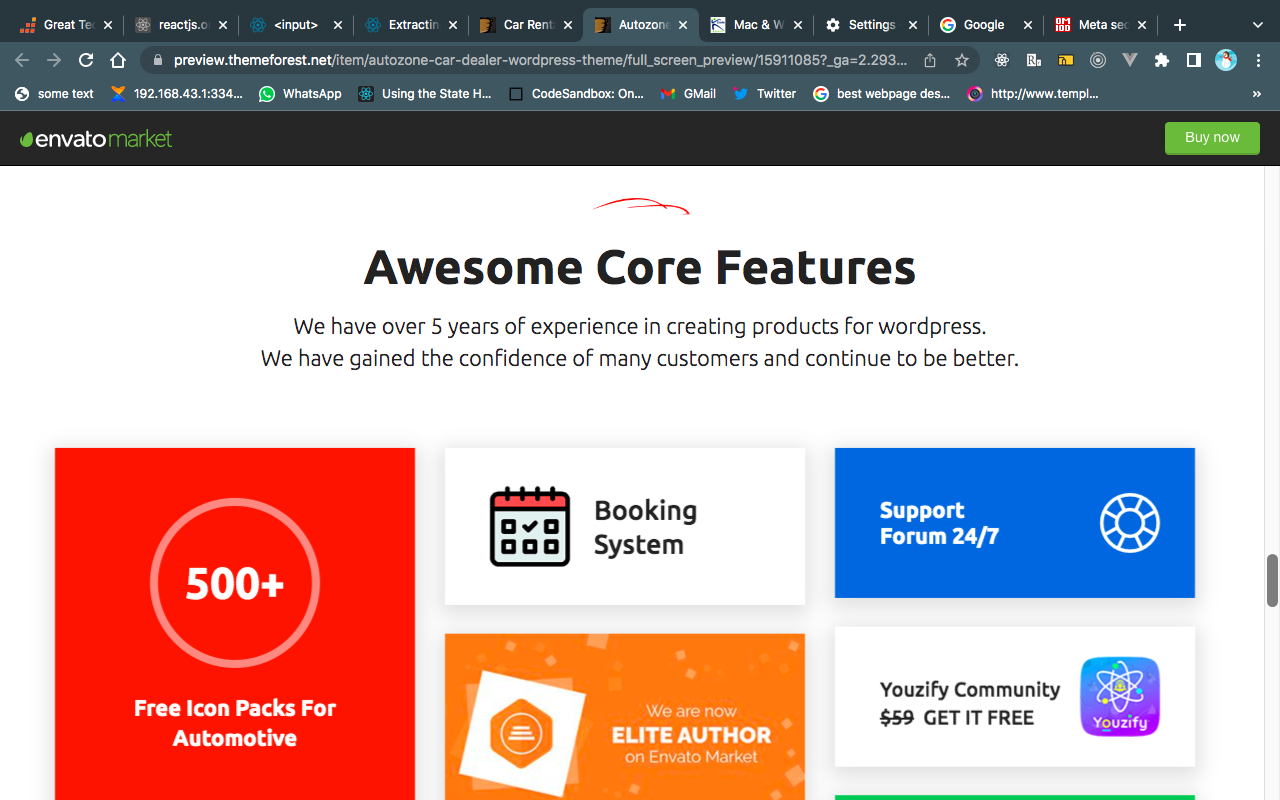 Great Te
reactjs.o
<input>
Extractin
Car Rent
Autozone
Mac & W
Settings
Google
Meta sec
preview.themeforest.net/item/autozone-car-dealer-wordpress-theme/full_screen_preview/15911085?_ga=2.293...
some text
192.168.43.1:334...
WhatsApp
Using the State H...
CodeSandbox: On...
GMail
Twitter
best webpage des...
http://www.templ...
»
envato market
Buy now
Awesome Core Features
We have over 5 years of experience in creating products for wordpress.
We have gained the confidence of many customers and continue to be better.
500+
Free Icon Packs For
Automotive
Booking
System
We are now
ELITE AUTHOR
on Envato Market
Support
Forum 24/7
Youzify Community
$59 GET IT FREE
Youzify